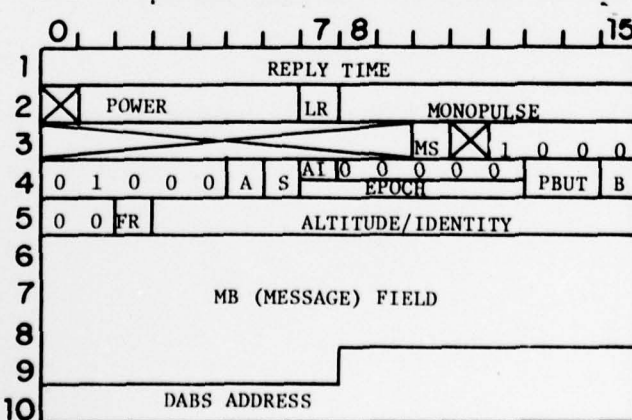 0 7 8 15
1 REPLY TIME
2 POWER LR MONOPULSE
3 MS 1 0 0 0
4 0 1 0 0 0 A S AI 0 0 0 0 0 EPOCH PBUT B
5 0 0 FR ALTITUDE/IDENTITY
6
7 MB (MESSAGE) FIELD
8
9
10 DABS ADDRESS